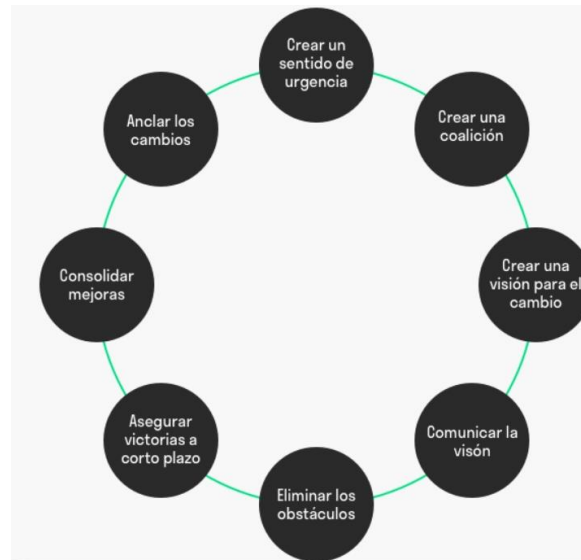 Crear un
sentido de
urgencia
Crear una
coalición
Crear una
visión para el
cambio
Comunicar la
visón
Eliminar los
obstáculos
Asegurar
victorias a
corto plazo
Consolidar
mejoras
Anclar los
cambios